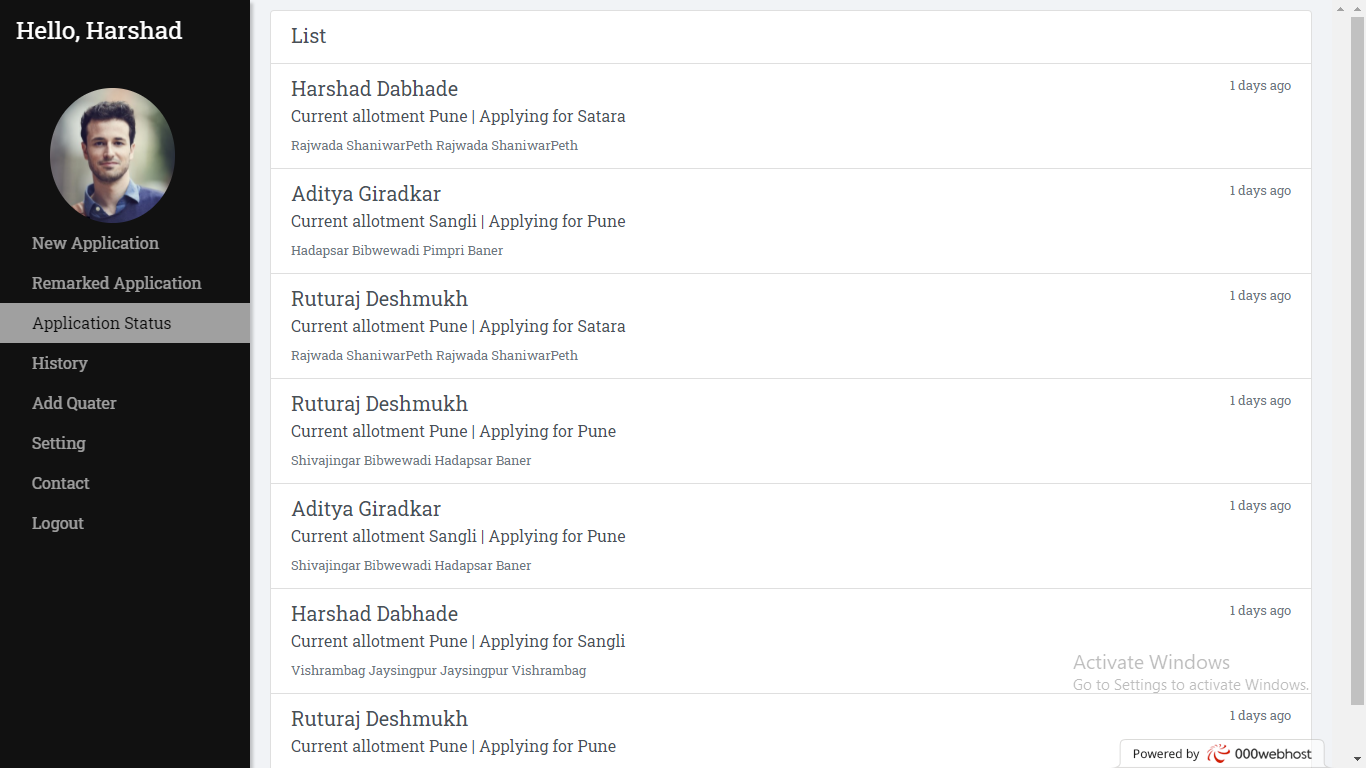 Hello, Harshad
New Application
Remarked Application
Application Status
History
Add Quater
Setting
Contact
Logout
List
Harshad Dabhade
1 days ago
Current allotment Pune | Applying for Satara
Rajwada ShaniwarPeth Rajwada ShaniwarPeth
Aditya Giradkar
1 days ago
Current allotment Sangli | Applying for Pune
Hadapsar Bibwewadi Pimpri Baner
Ruturaj Deshmukh
1 days ago
Current allotment Pune | Applying for Satara
Rajwada ShaniwarPeth Rajwada ShaniwarPeth
Ruturaj Deshmukh
1 days ago
Current allotment Pune | Applying for Pune
Shivajingar Bibwewadi Hadapsar Baner
Aditya Giradkar
1 days ago
Current allotment Sangli | Applying for Pune
Shivajingar Bibwewadi Hadapsar Baner
Harshad Dabhade
1 days ago
Current allotment Pune | Applying for Sangli
Vishrambag Jaysingpur Jaysingpur Vishrambag
Ruturaj Deshmukh
1 days ago
Current allotment Pune | Applying for Pune
Activate Windows
Go to Settings to activate Windows.
Powered by 000webhost